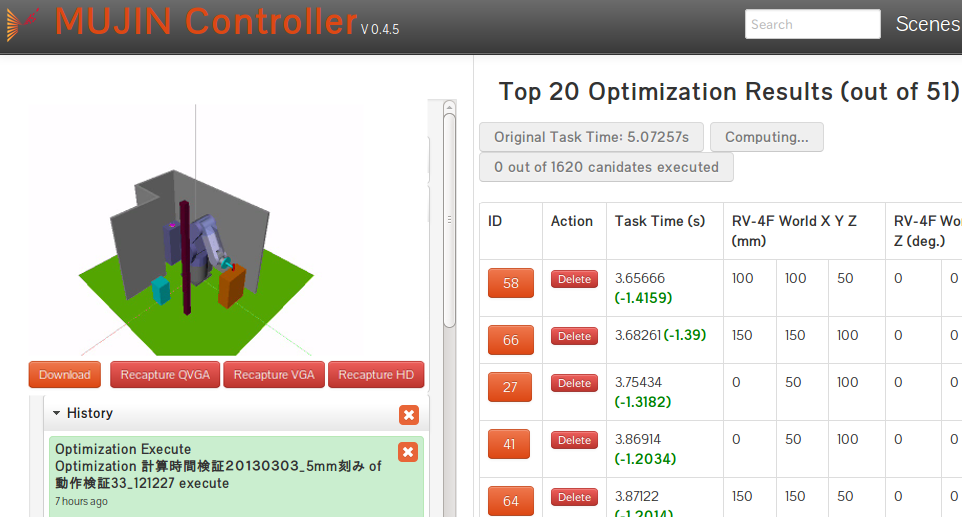 MUJIN Controller V 0.4.5
Search
Scenes
Top 20 Optimization Results (out of 51)
Original Task Time: 5.07257s
Computing...
0 out of 1620 canidates executed
ID Action Task Time (s) RV-4F World X Y Z (mm) RV-4F Wo
Z (deg.)
58 Delete 3.65666 (-1.4159) 100 100 50 0 0
66 Delete 3.68261 (-1.39) 150 150 100 0 0
27 Delete 3.75434 (-1.3182) 0 50 100 0 0
41 Delete 3.86914 (-1.2034) 0 50 100 0 0
64 Delete 3.87122 (-1.2014) 150 150 50 0 0
Download
Recapture QVGA
Recapture VGA
Recapture HD
History
Optimization Execute
Optimization 計算時間検証20130303_5mm刻み of
動作検証33_121227 execute
7 hours ago